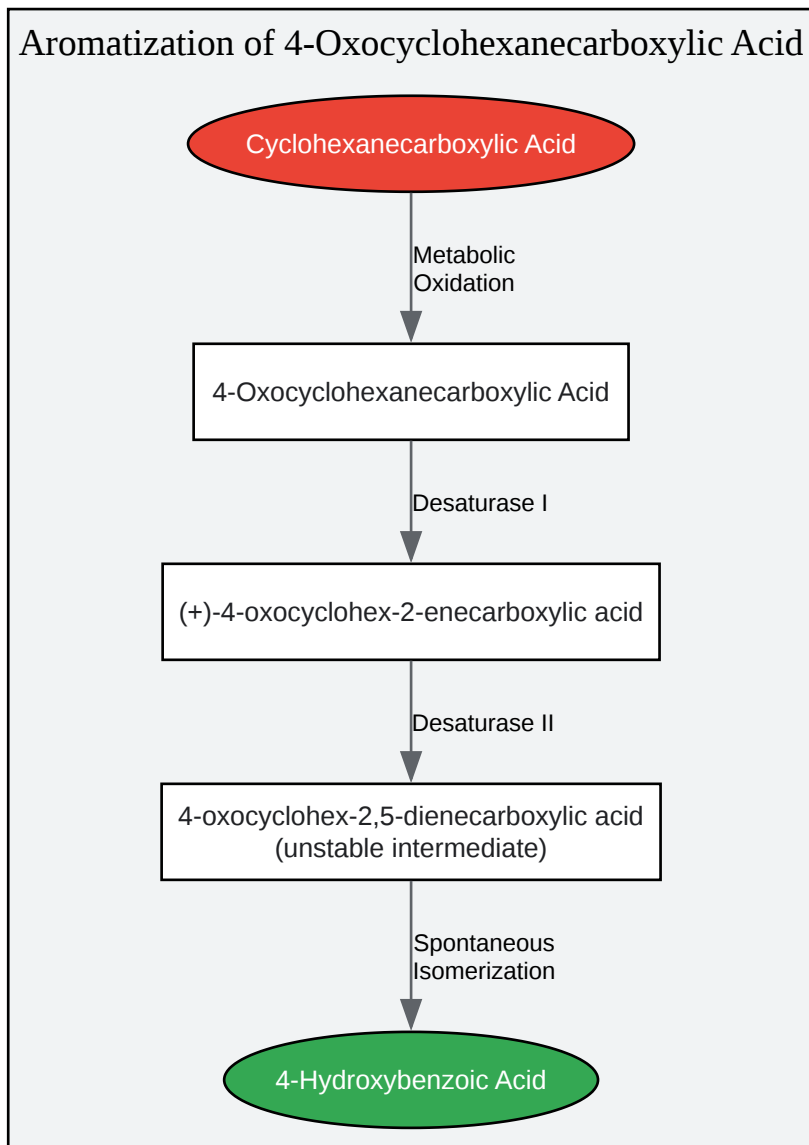 Aromatization of 4-Oxocyclohexanecarboxylic Acid
Cyclohexanecarboxylic Acid
Metabolic
Oxidation
4-Oxocyclohexanecarboxylic Acid
Desaturase I
(+)-4-oxocyclohex-2-enecarboxylic acid
Desaturase II
4-oxocyclohex-2,5-dienecarboxylic acid
(unstable intermediate)
Spontaneous
Isomerization
4-Hydroxybenzoic Acid